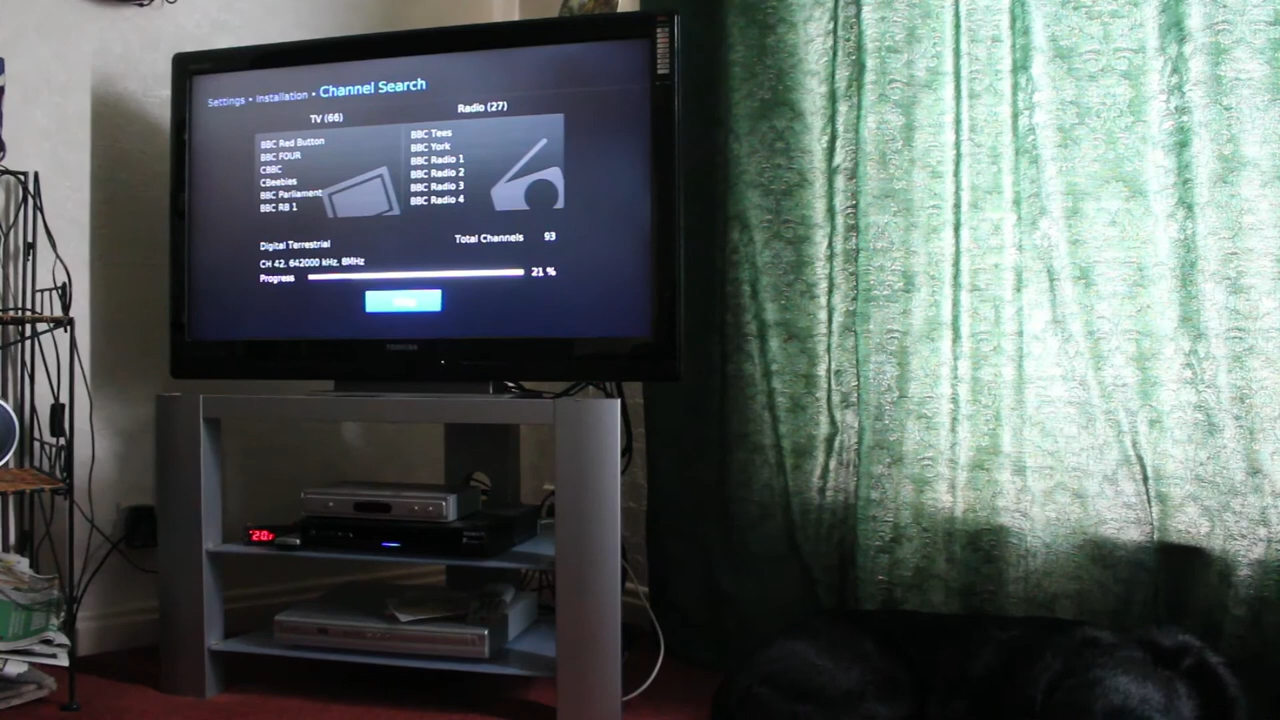 Settings • Installation • Channel Search
TV (66)
Radio (27)
BBC Red Button
BBC FOUR
CBBC
CBeebies
BBC Parliament
BBC RB 1
BBC Tees
BBC York
BBC Radio 1
BBC Radio 2
BBC Radio 3
BBC Radio 4
Digital Terrestrial
Total Channels 93
CH 42, 642000 kHz, 8MHz
Progress 21 %
TOSHIBA